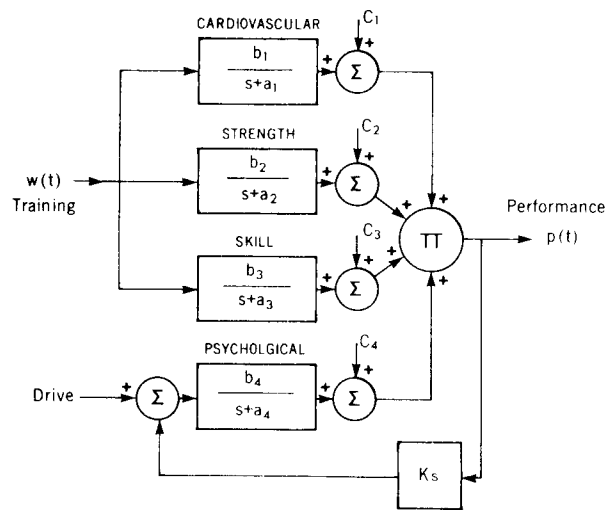 CARDIOVASCULAR
C1
b1
s+a1
+
+
Σ
STRENGTH
C2
b2
s+a2
+
+
Σ
w(t)
Training
+
+
+
+
ΤΤ
Performance
p(t)
SKILL
C3
b3
s+a3
+
+
Σ
PSYCHOLGICAL
C4
b4
s+a4
+
+
Σ
Drive
+
Σ
+
Ks